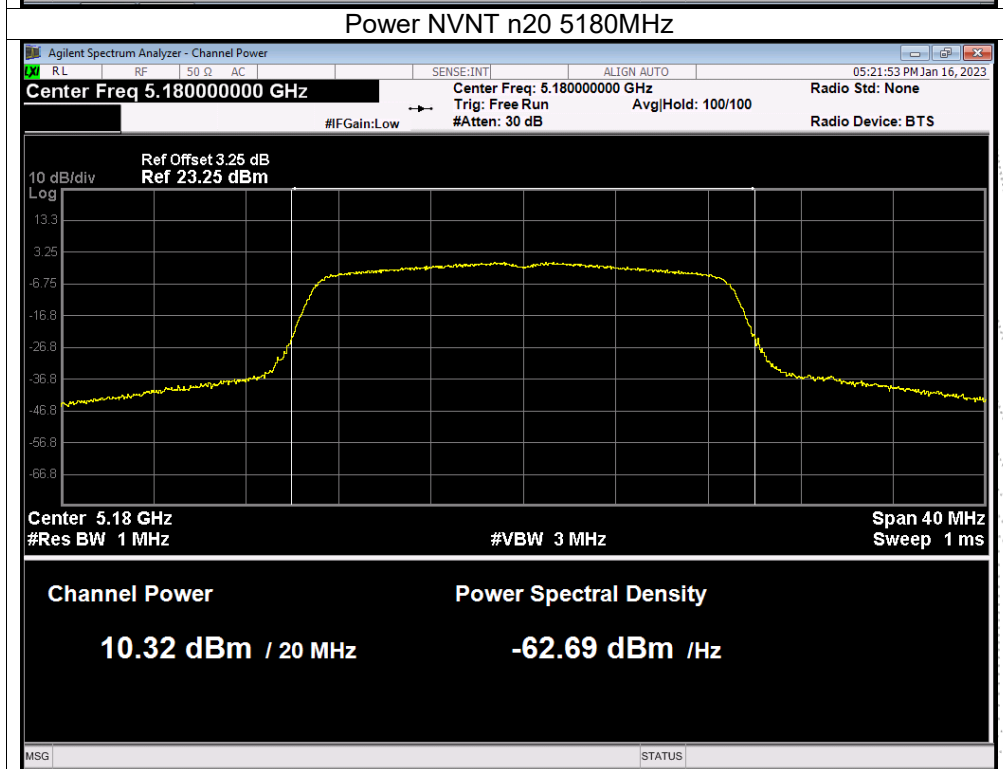 Power NVNT n20 5180MHz
Agilent Spectrum Analyzer - Channel Power
LXI RL RF 50 Ω AC SENSE:INT ALIGN AUTO 05:21:53 PM Jan 16, 2023
Center Freq 5.180000000 GHz Center Freq: 5.180000000 GHz Radio Std: None
Trig: Free Run Avg|Hold: 100/100
#IFGain:Low #Atten: 30 dB Radio Device: BTS
Ref Offset 3.25 dB
10 dB/div Ref 23.25 dBm
Log
13.3
3.25
-6.75
-16.8
-26.8
-36.8
-46.8
-56.8
-66.8
Center 5.18 GHz Span 40 MHz
#Res BW 1 MHz #VBW 3 MHz Sweep 1 ms
Channel Power Power Spectral Density
10.32 dBm / 20 MHz -62.69 dBm /Hz
MSG STATUS